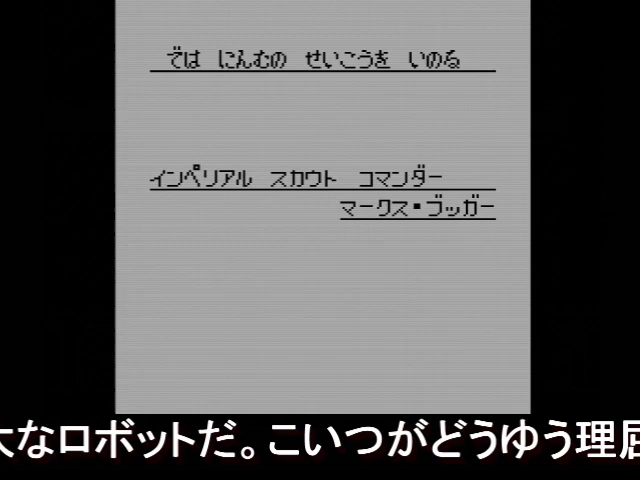 では にんむの せいこうを いのる
インペリアル スカウト コマンダー
マークス・ブッガー
大なロボットだ。こいつがどうゆう理屈